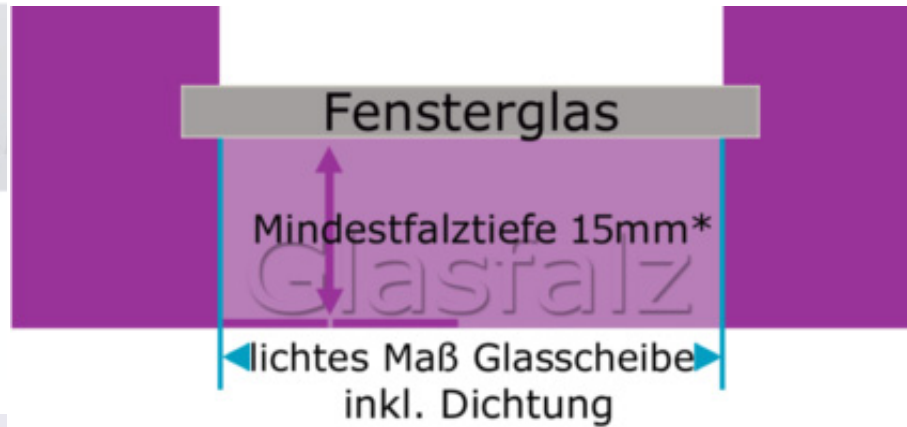 Fensterglas
Mindestfalztiefe 15mm*
Glasfalz
lichtes Maß Glasscheibe
inkl. Dichtung